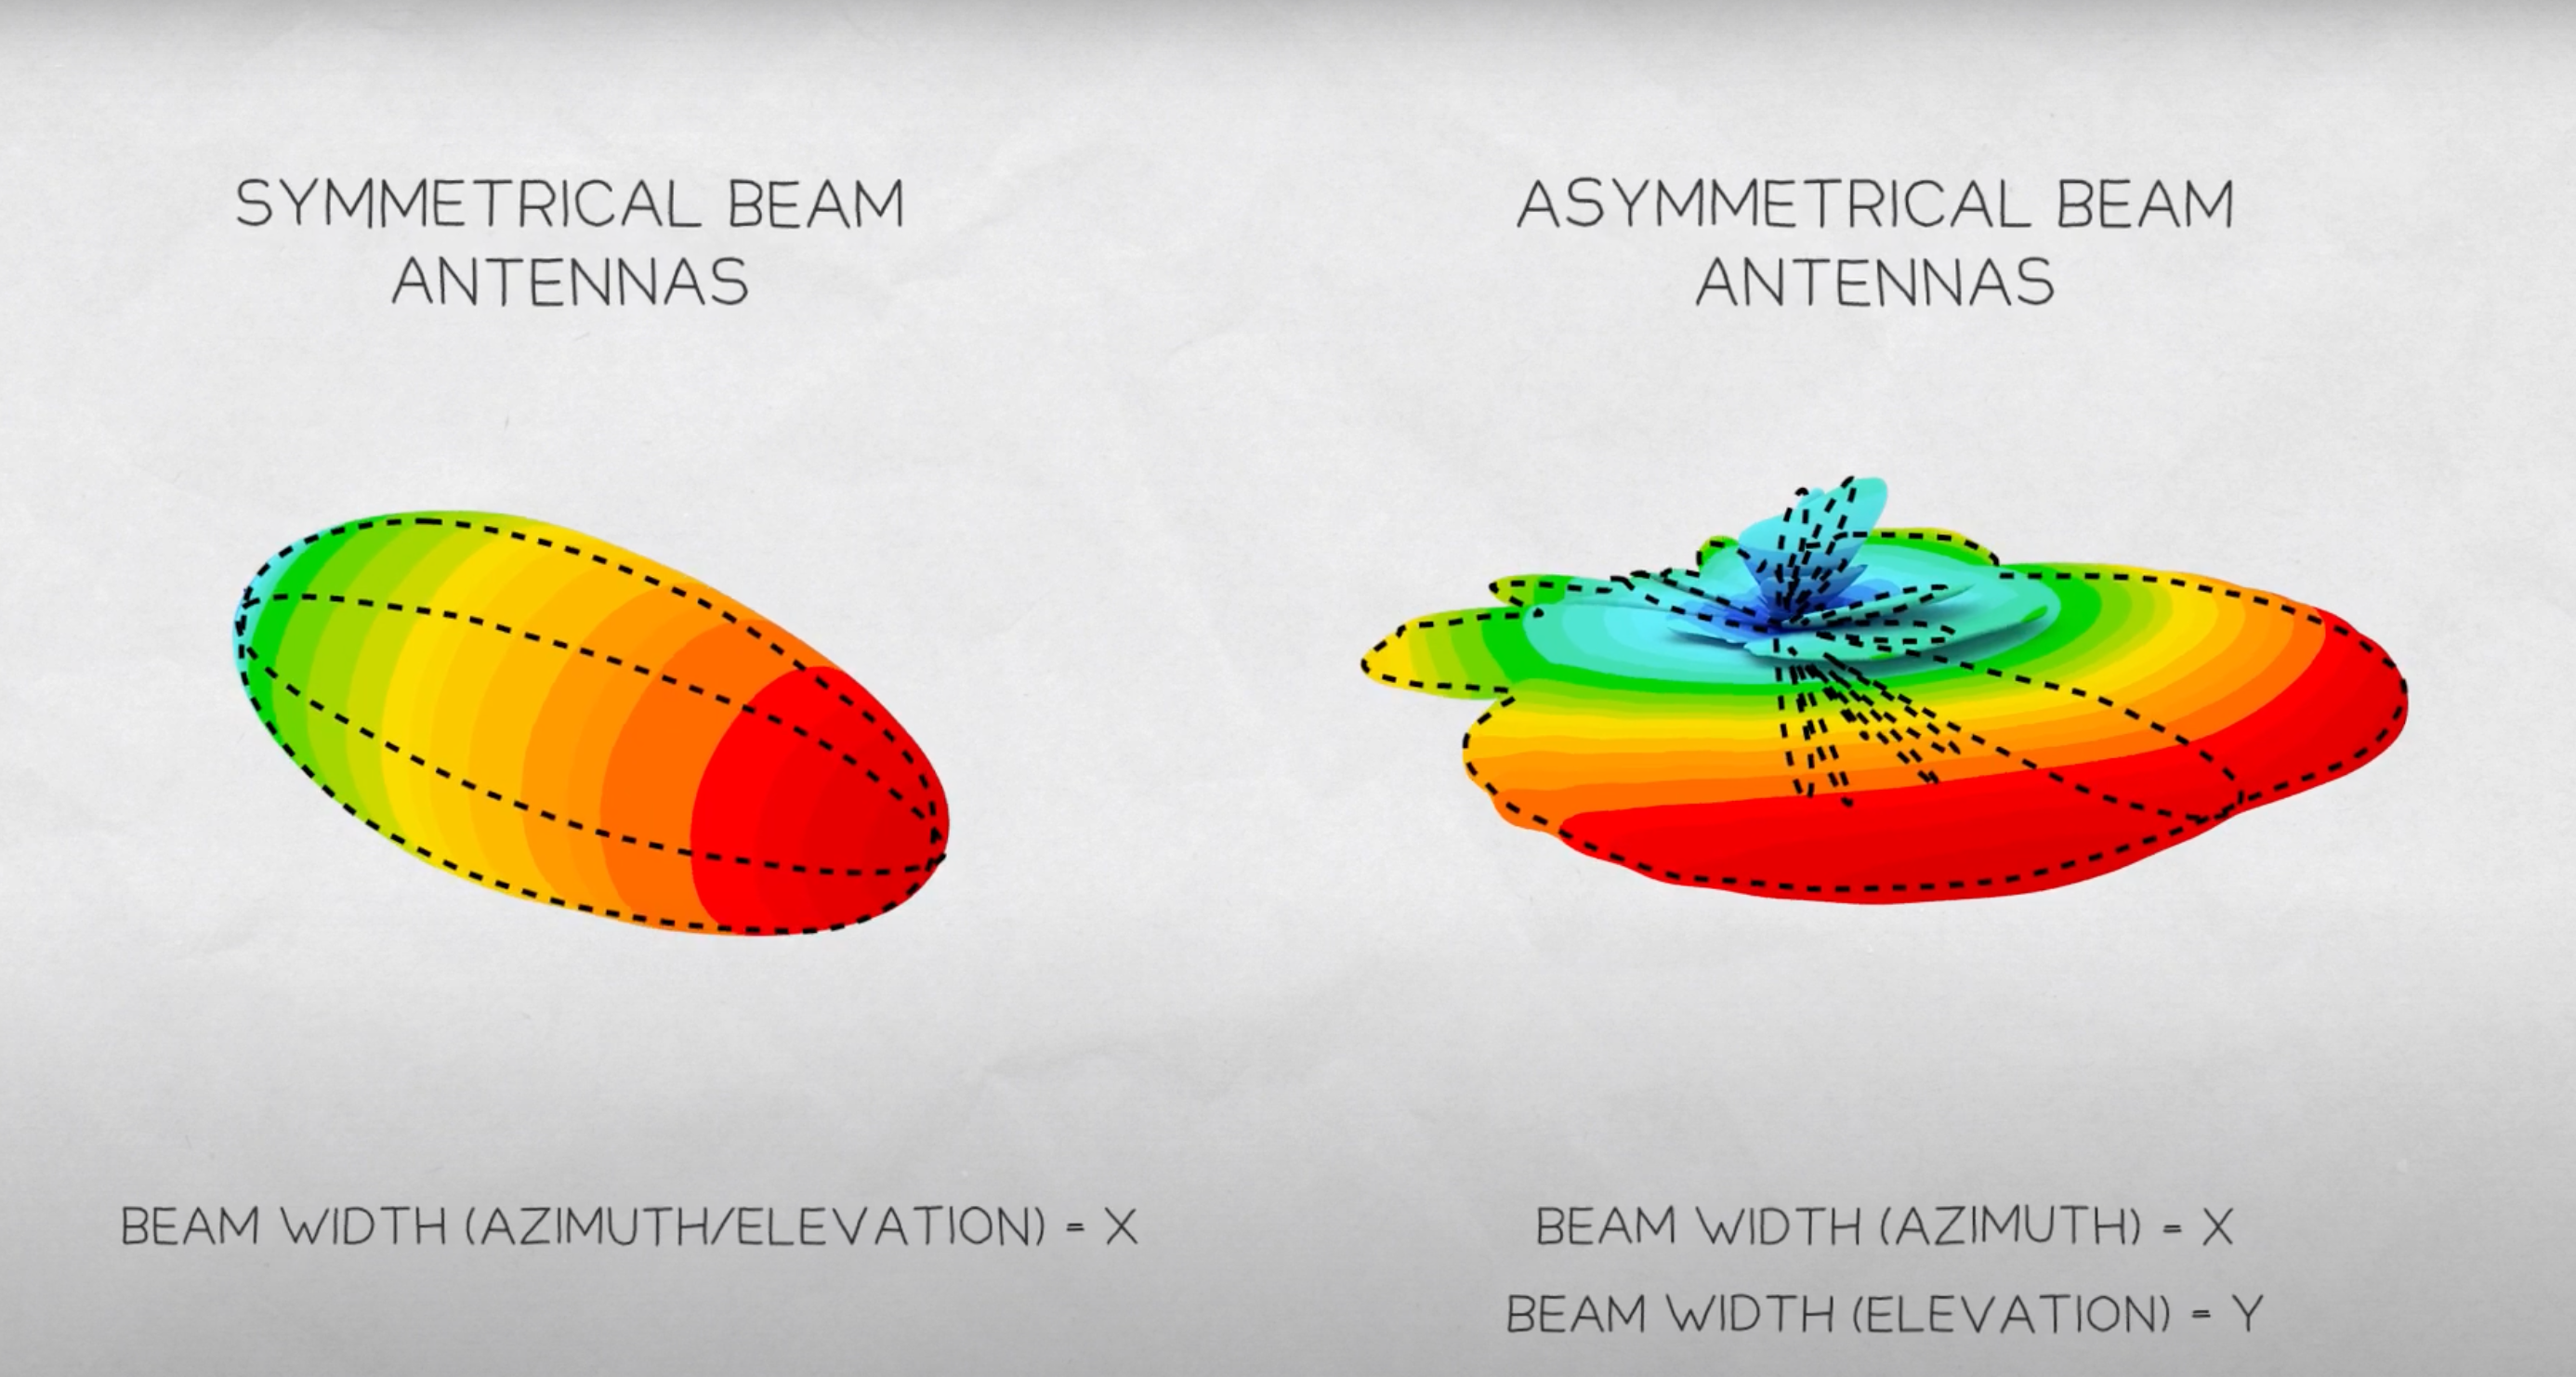 SYMMETRICAL BEAM
ANTENNAS
BEAM WIDTH (AZIMUTH/ELEVATION) = X
ASYMMETRICAL BEAM
ANTENNAS
BEAM WIDTH (AZIMUTH) = X
BEAM WIDTH (ELEVATION) = Y